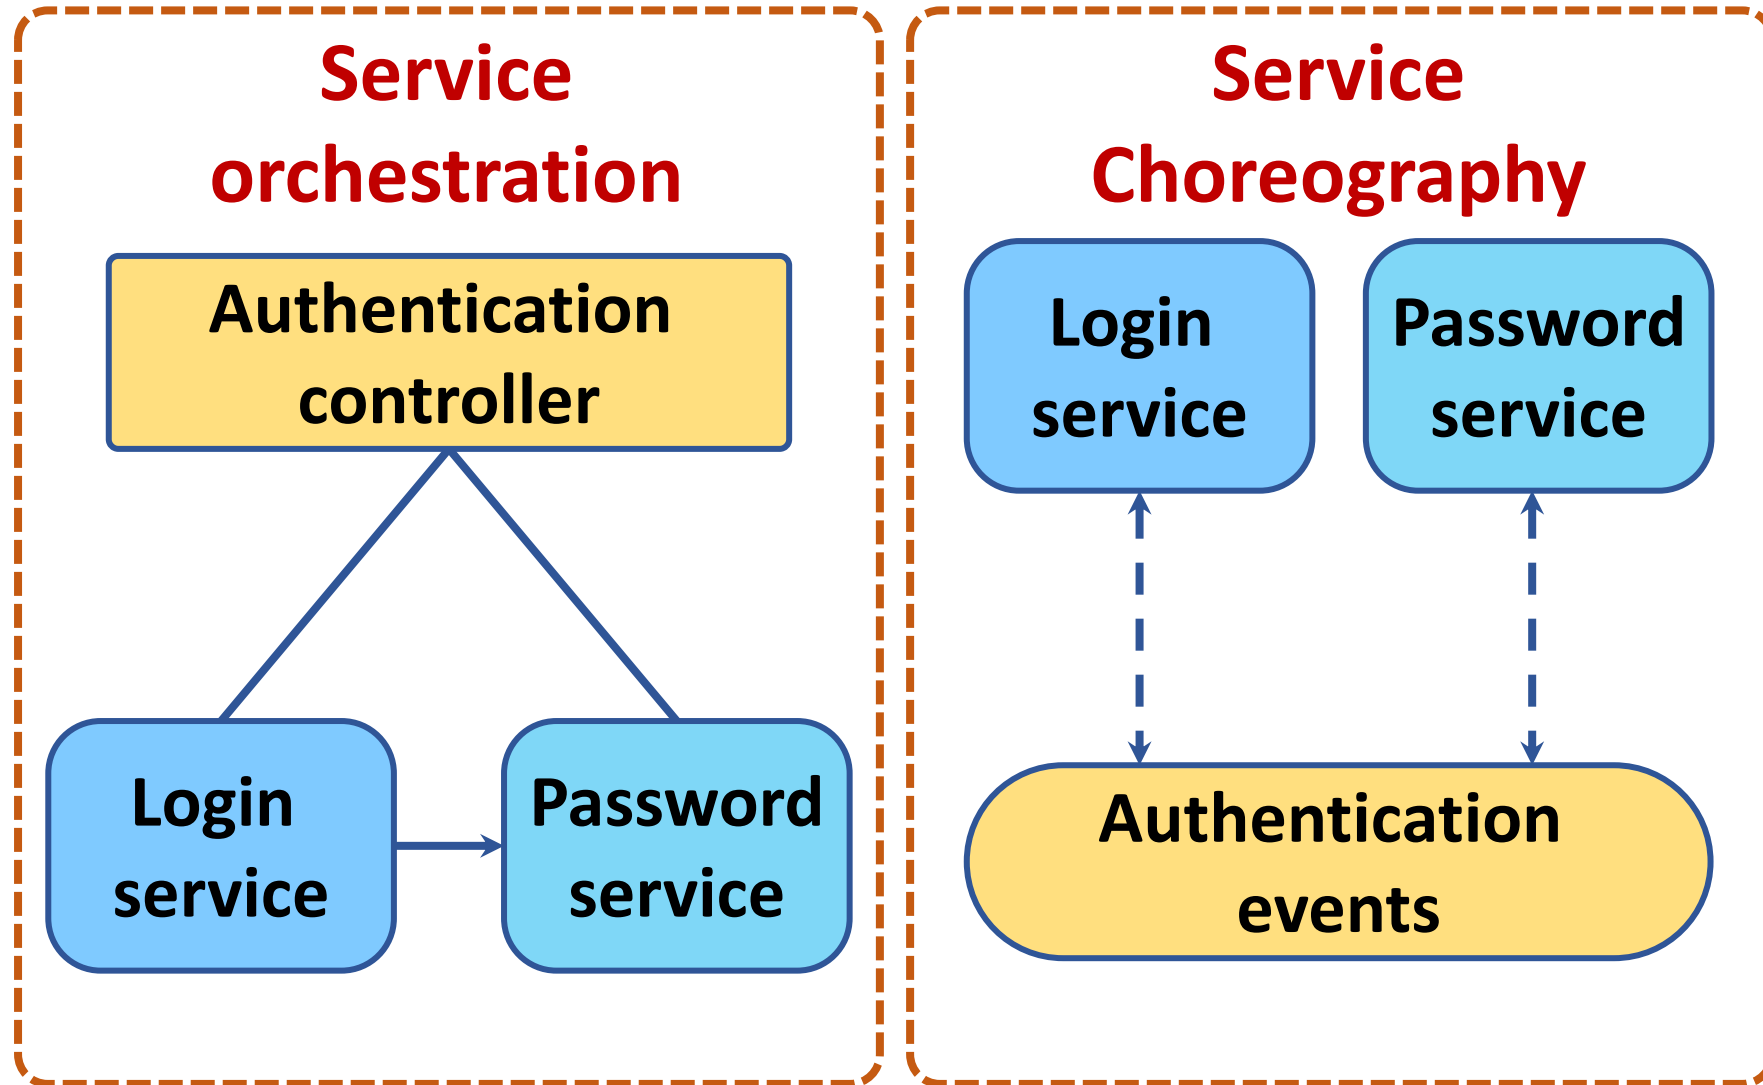 Service
orchestration
Authentication
controller
Login
service
Password
service
Service
Choreography
Login
service
Password
service
Authentication
events